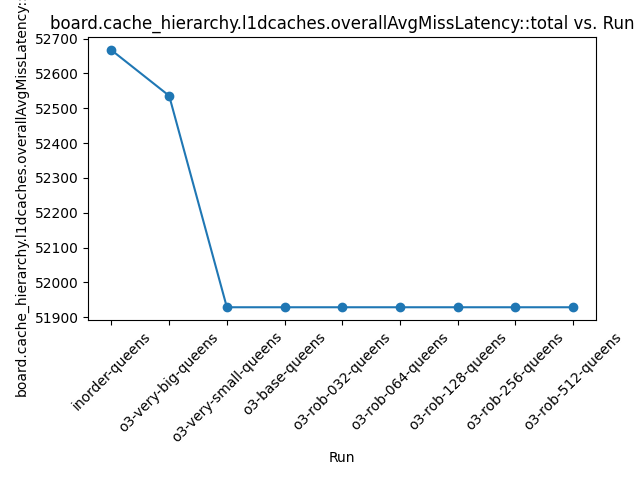 board.cache_hierarchy.l1dcaches.overallAvgMissLatency::total vs. Run
board.cache_hierarchy.l1dcaches.overallAvgMissLatency::
52700
52600
52500
52400
52300
52200
52100
52000
51900
inorder-queens
o3-very-big-queens
o3-very-small-queens
o3-base-queens
o3-rob-032-queens
o3-rob-064-queens
o3-rob-128-queens
o3-rob-256-queens
o3-rob-512-queens
Run